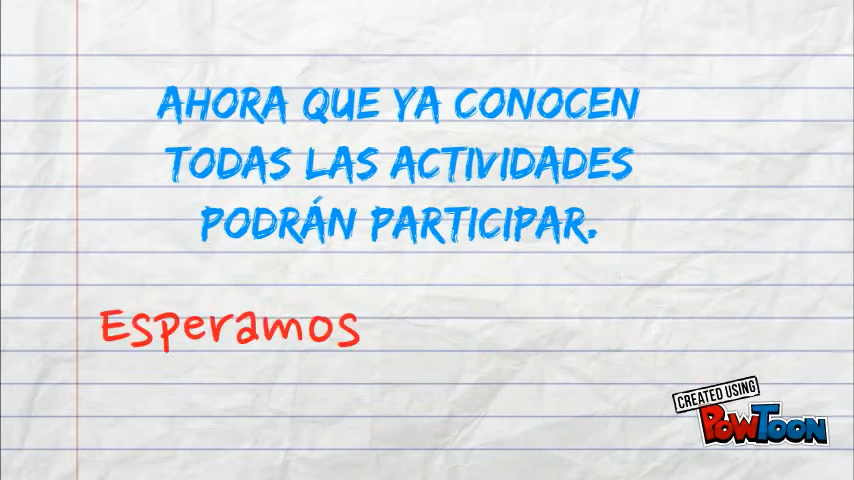 AHORA QUE YA CONOCEN
TODAS LAS ACTIVIDADES
PODRÁN PARTICIPAR.
Esperamos
CREATED USING
POWTOON